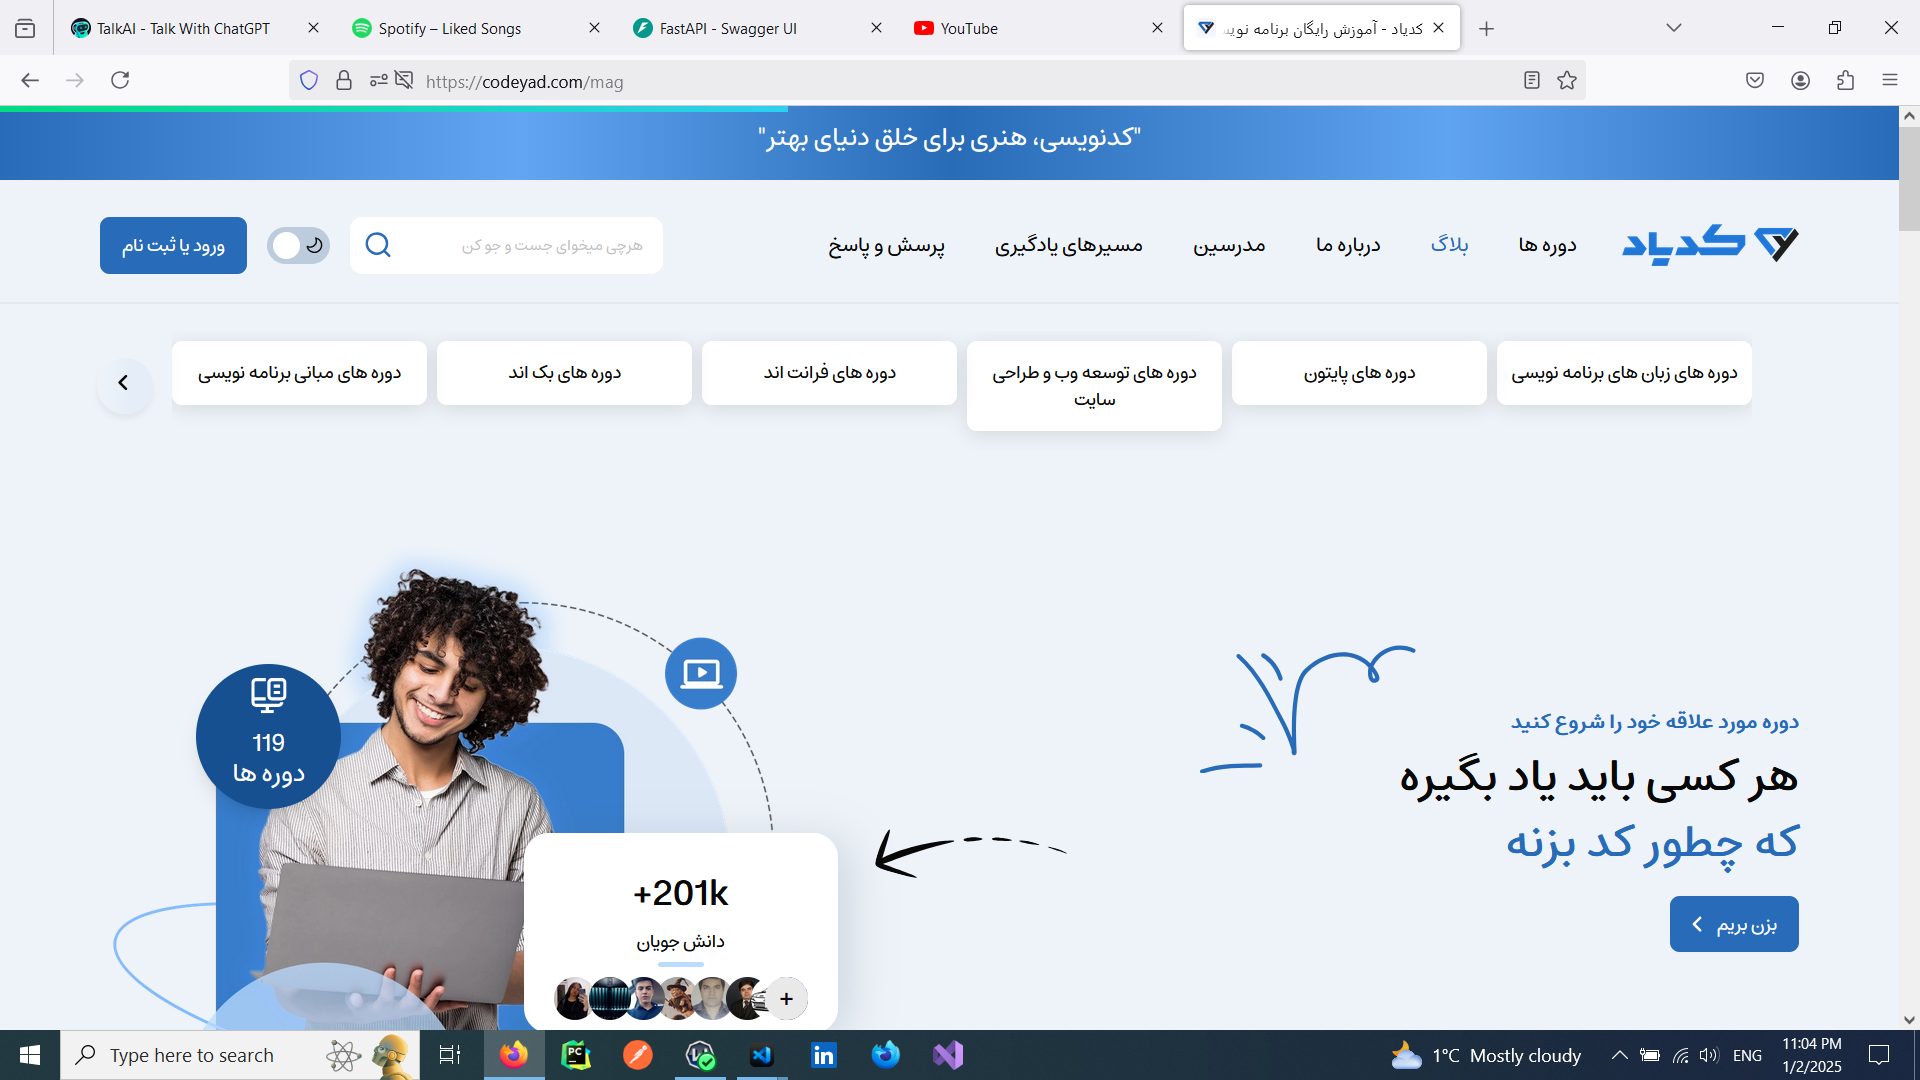 TalkAI - Talk With ChatGPT
Spotify – Liked Songs
FastAPI - Swagger UI
YouTube
کدیاد - آموزش رایگان برنامه نویس
https://codeyad.com/mag
"کدنویسی، هنری برای خلق دنیای بهتر"
کدیاد
دوره ها
بلاگ
درباره ما
مدرسین
مسیرهای یادگیری
پرسش و پاسخ
هرچی میخوای جست و جو کن
ورود یا ثبت نام
دوره های زبان های برنامه نویسی
دوره های پایتون
دوره های توسعه وب و طراحی
سایت
دوره های فرانت اند
دوره های بک اند
دوره های مبانی برنامه نویسی
دوره مورد علاقه خود را شروع کنید
هر کسی باید یاد بگیره
که چطور کد بزنه
بزن بریم
119
دوره ها
+201k
دانش جویان
+
Type here to search
1°C Mostly cloudy
ENG
11:04 PM
1/2/2025